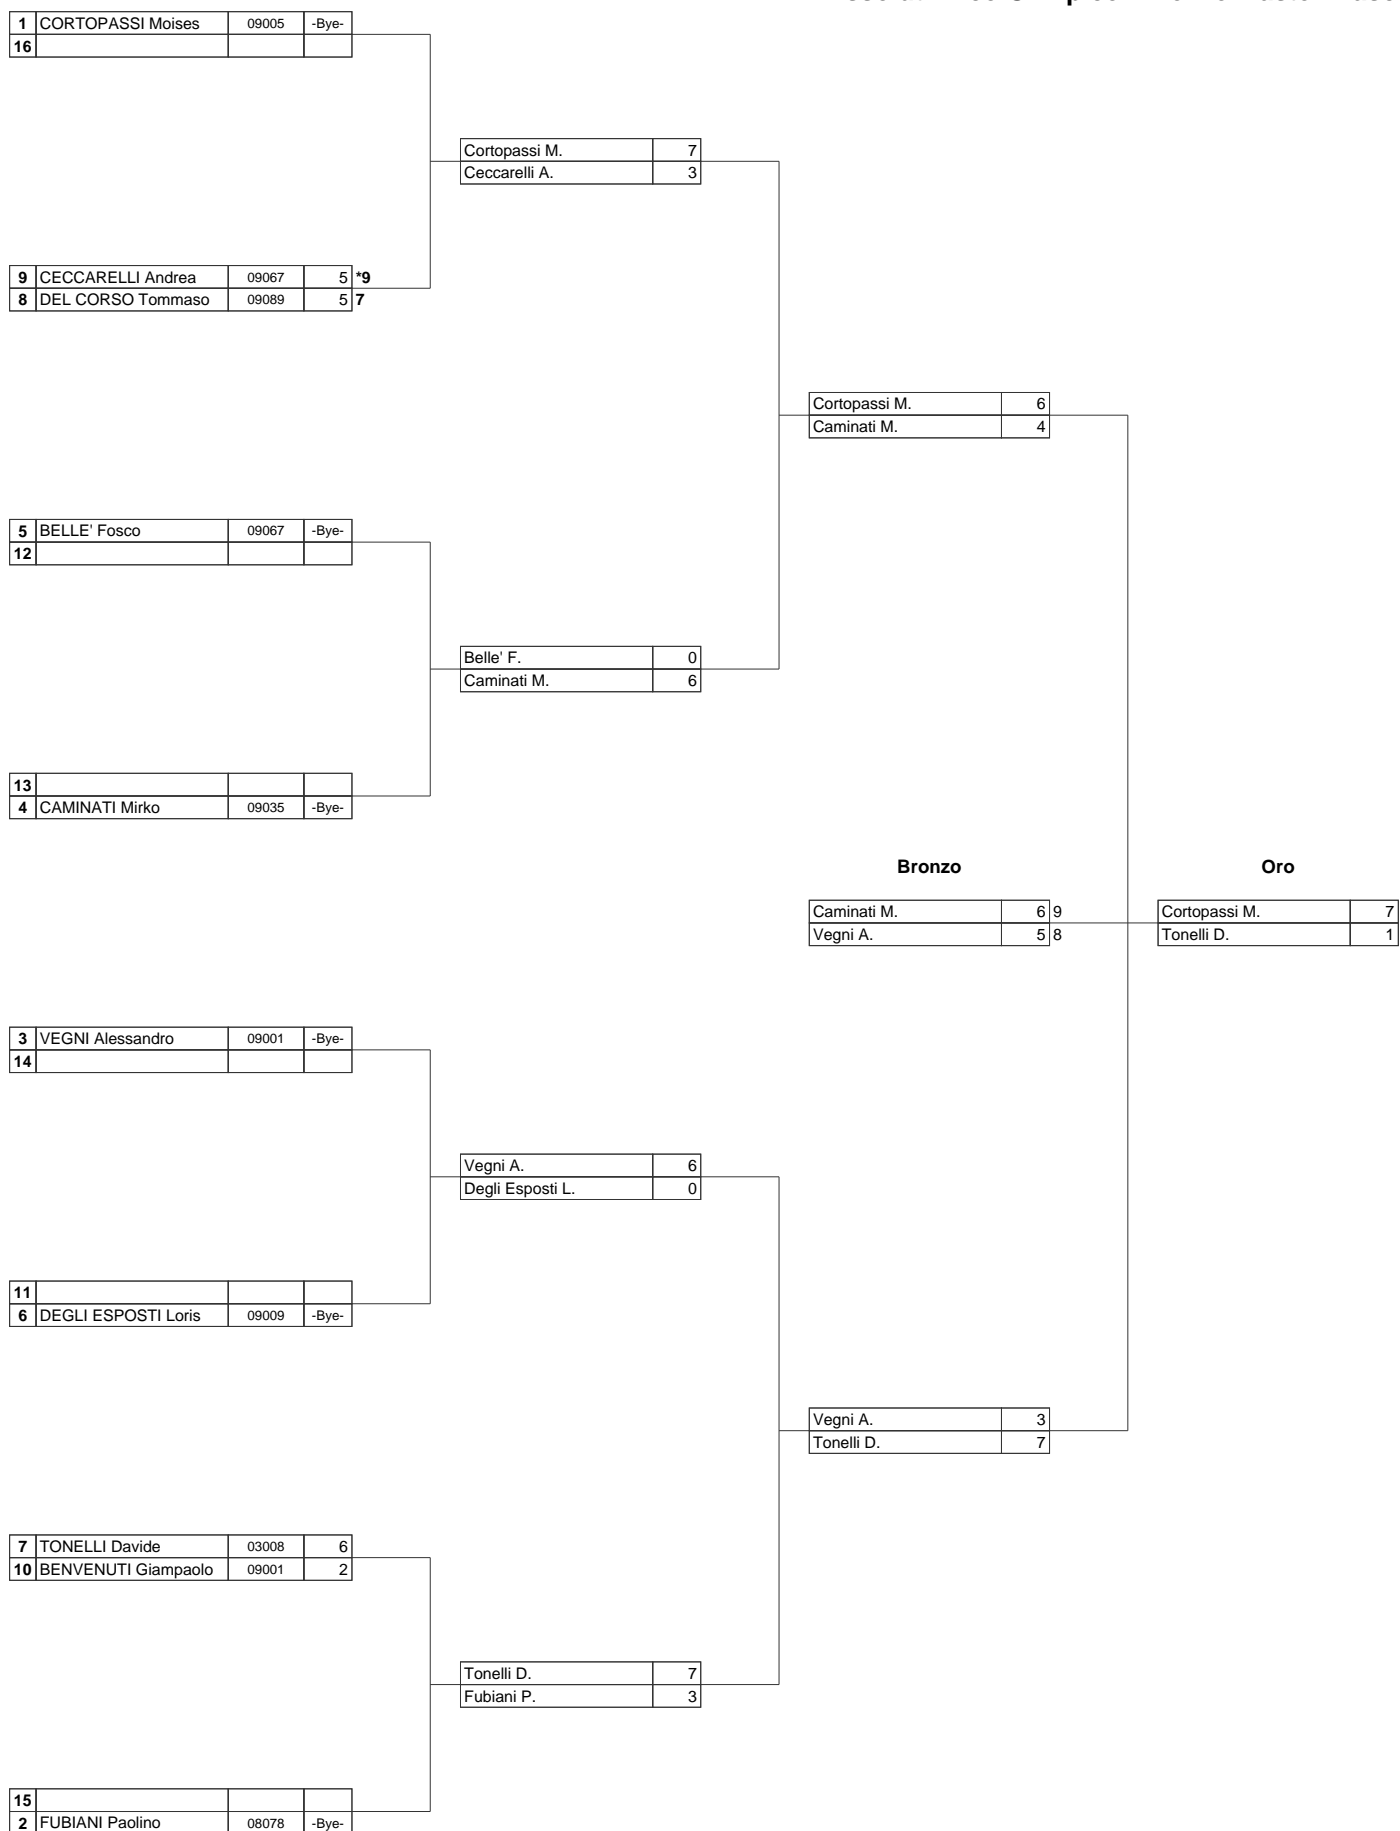 1 CORTOPASSI Moises 09005 -Bye-
16
Cortopassi M. 7
Ceccarelli A. 3
9 CECCARELLI Andrea 09067 5 *9
8 DEL CORSO Tommaso 09089 5 7
Cortopassi M. 6
Caminati M. 4
5 BELLE' Fosco 09067 -Bye-
12
Belle' F. 0
Caminati M. 6
13
4 CAMINATI Mirko 09035 -Bye-
Bronzo Oro
Caminati M. 6 9 Cortopassi M. 7
Vegni A. 5 8 Tonelli D. 1
3 VEGNI Alessandro 09001 -Bye-
14
Vegni A. 6
Degli Esposti L. 0
11
6 DEGLI ESPOSTI Loris 09009 -Bye-
Vegni A. 3
Tonelli D. 7
7 TONELLI Davide 03008 6
10 BENVENUTI Giampaolo 09001 2
Tonelli D. 7
Fubiani P. 3
15
2 FUBIANI Paolino 08078 -Bye-